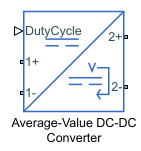 DutyCycle
2+
1+
v
1-
2-
Average-Value DC-DC
Converter